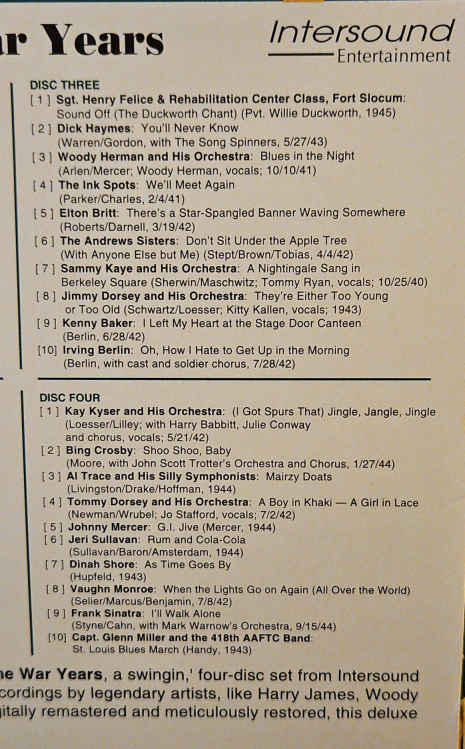 ar Years
Intersound
Entertainment
DISC THREE
[ 1 ] Sgt. Henry Felice & Rehabilitation Center Class, Fort Slocum:
Sound Off (The Duckworth Chant) (Pvt. Willie Duckworth, 1945)
[ 2 ] Dick Haymes: You'll Never Know
(Warren/Gordon, with The Song Spinners, 5/27/43)
[ 3 ] Woody Herman and His Orchestra: Blues in the Night
(Arlen/Mercer; Woody Herman, vocals; 10/10/41)
[ 4 ] The Ink Spots: We'll Meet Again
(Parker/Charles, 2/4/41)
[ 5 ] Elton Britt: There's a Star-Spangled Banner Waving Somewhere
(Roberts/Darnell, 3/19/42)
[ 6 ] The Andrews Sisters: Don't Sit Under the Apple Tree
(With Anyone Else but Me) (Stept/Brown/Tobias, 4/4/42)
[ 7 ] Sammy Kaye and His Orchestra: A Nightingale Sang in
Berkeley Square (Sherwin/Maschwitz; Tommy Ryan, vocals; 10/25/40)
[ 8 ] Jimmy Dorsey and His Orchestra: They're Either Too Young
or Too Old (Schwartz/Loesser; Kitty Kallen, vocals; 1943)
[ 9 ] Kenny Baker: I Left My Heart at the Stage Door Canteen
(Berlin, 6/28/42)
[10] Irving Berlin: Oh, How I Hate to Get Up in the Morning
(Berlin, with cast and soldier chorus, 7/28/42)
DISC FOUR
[ 1 ] Kay Kyser and His Orchestra: (I Got Spurs That) Jingle, Jangle, Jingle
(Loesser/Lilley; with Harry Babbitt, Julie Conway
and chorus, vocals; 5/21/42)
[ 2 ] Bing Crosby: Shoo Shoo, Baby
(Moore, with John Scott Trotter's Orchestra and Chorus, 1/27/44)
[ 3 ] Al Trace and His Silly Symphonists: Mairzy Doats
(Livingston/Drake/Hoffman, 1944)
[ 4 ] Tommy Dorsey and His Orchestra: A Boy in Khaki — A Girl in Lace
(Newman/Wrubel; Jo Stafford, vocals; 7/2/42)
[ 5 ] Johnny Mercer: G.I. Jive (Mercer, 1944)
[ 6 ] Jeri Sullavan: Rum and Cola-Cola
(Sullavan/Baron/Amsterdam, 1944)
[ 7 ] Dinah Shore: As Time Goes By
(Hupfeld, 1943)
[ 8 ] Vaughn Monroe: When the Lights Go on Again (All Over the World)
(Selier/Marcus/Benjamin, 7/8/42)
[ 9 ] Frank Sinatra: I'll Walk Alone
(Styne/Cahn, with Mark Warnow's Orchestra, 9/15/44)
[10] Capt. Glenn Miller and the 418th AAFTC Band:
St. Louis Blues March (Handy, 1943)
he War Years, a swingin,' four-disc set from Intersound
cordings by legendary artists, like Harry James, Woody
gitally remastered and meticulously restored, this deluxe